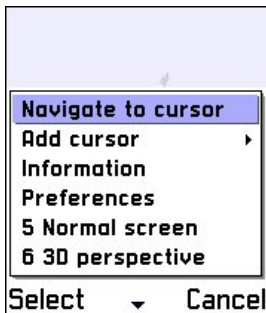 Navigate to cursor
Add cursor
Information
Preferences
5 Normal screen
6 3D perspective
Select Cancel